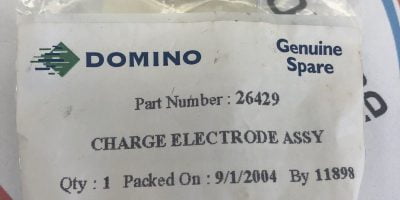 DOMINO
Genuine
Spare
Part Number : 26429
CHARGE ELECTRODE ASSY
Qty : 1 Packed On : 9/1/2004 By 11898